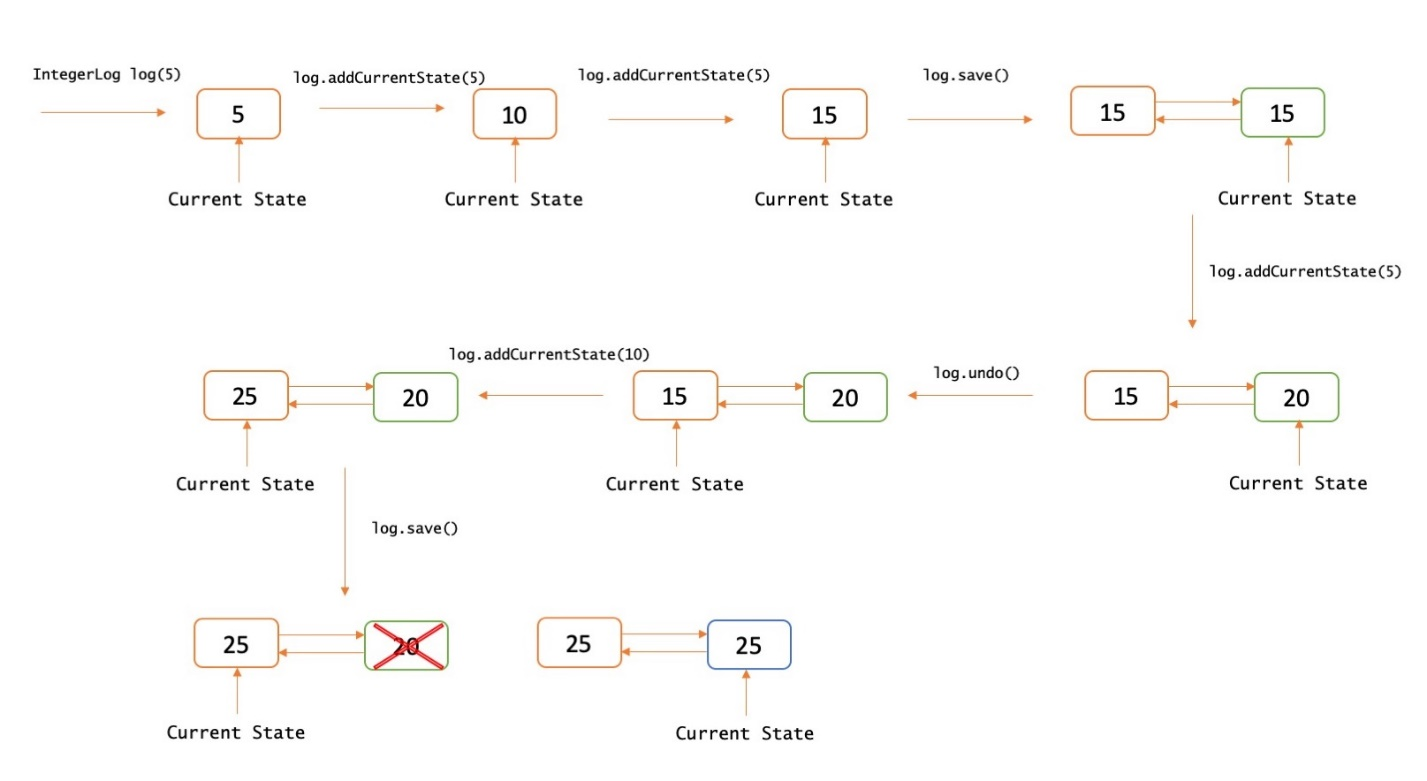 IntegerLog log(5)
log.addCurrentState(5)
log.addCurrentState(5)
log.save()
5
10
15
15
15
Current State
Current State
Current State
Current State
log.addCurrentState(5)
log.addCurrentState(10)
log.undo()
25
20
15
20
15
20
Current State
Current State
Current State
log.save()
25
20
25
25
Current State
Current State